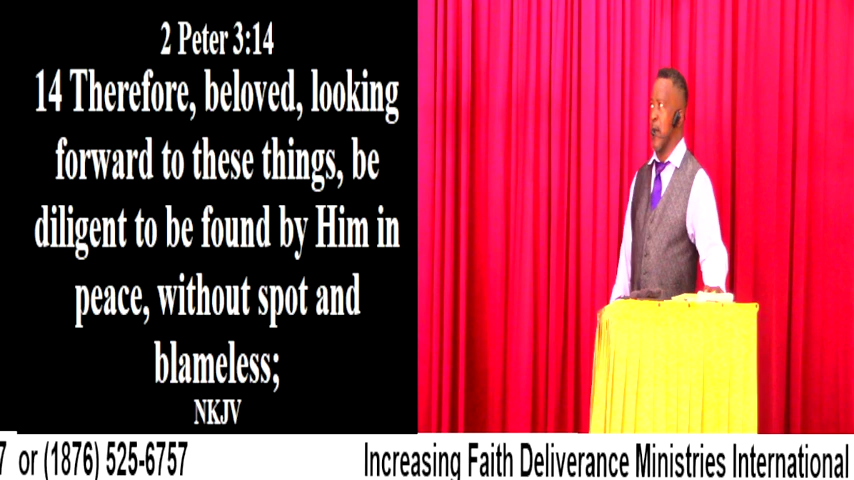 2 Peter 3:14
14 Therefore, beloved, looking
forward to these things, be
diligent to be found by Him in
peace, without spot and
blameless;
NKJV
7 or (1876) 525-6757
Increasing Faith Deliverance Ministries International